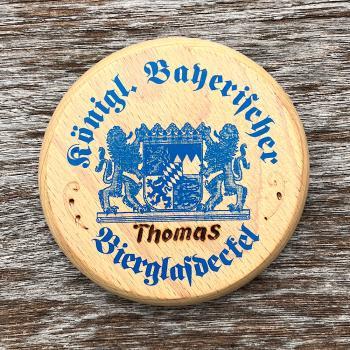 Königl. Bayerischer
Thomas
Bierglasdeckel